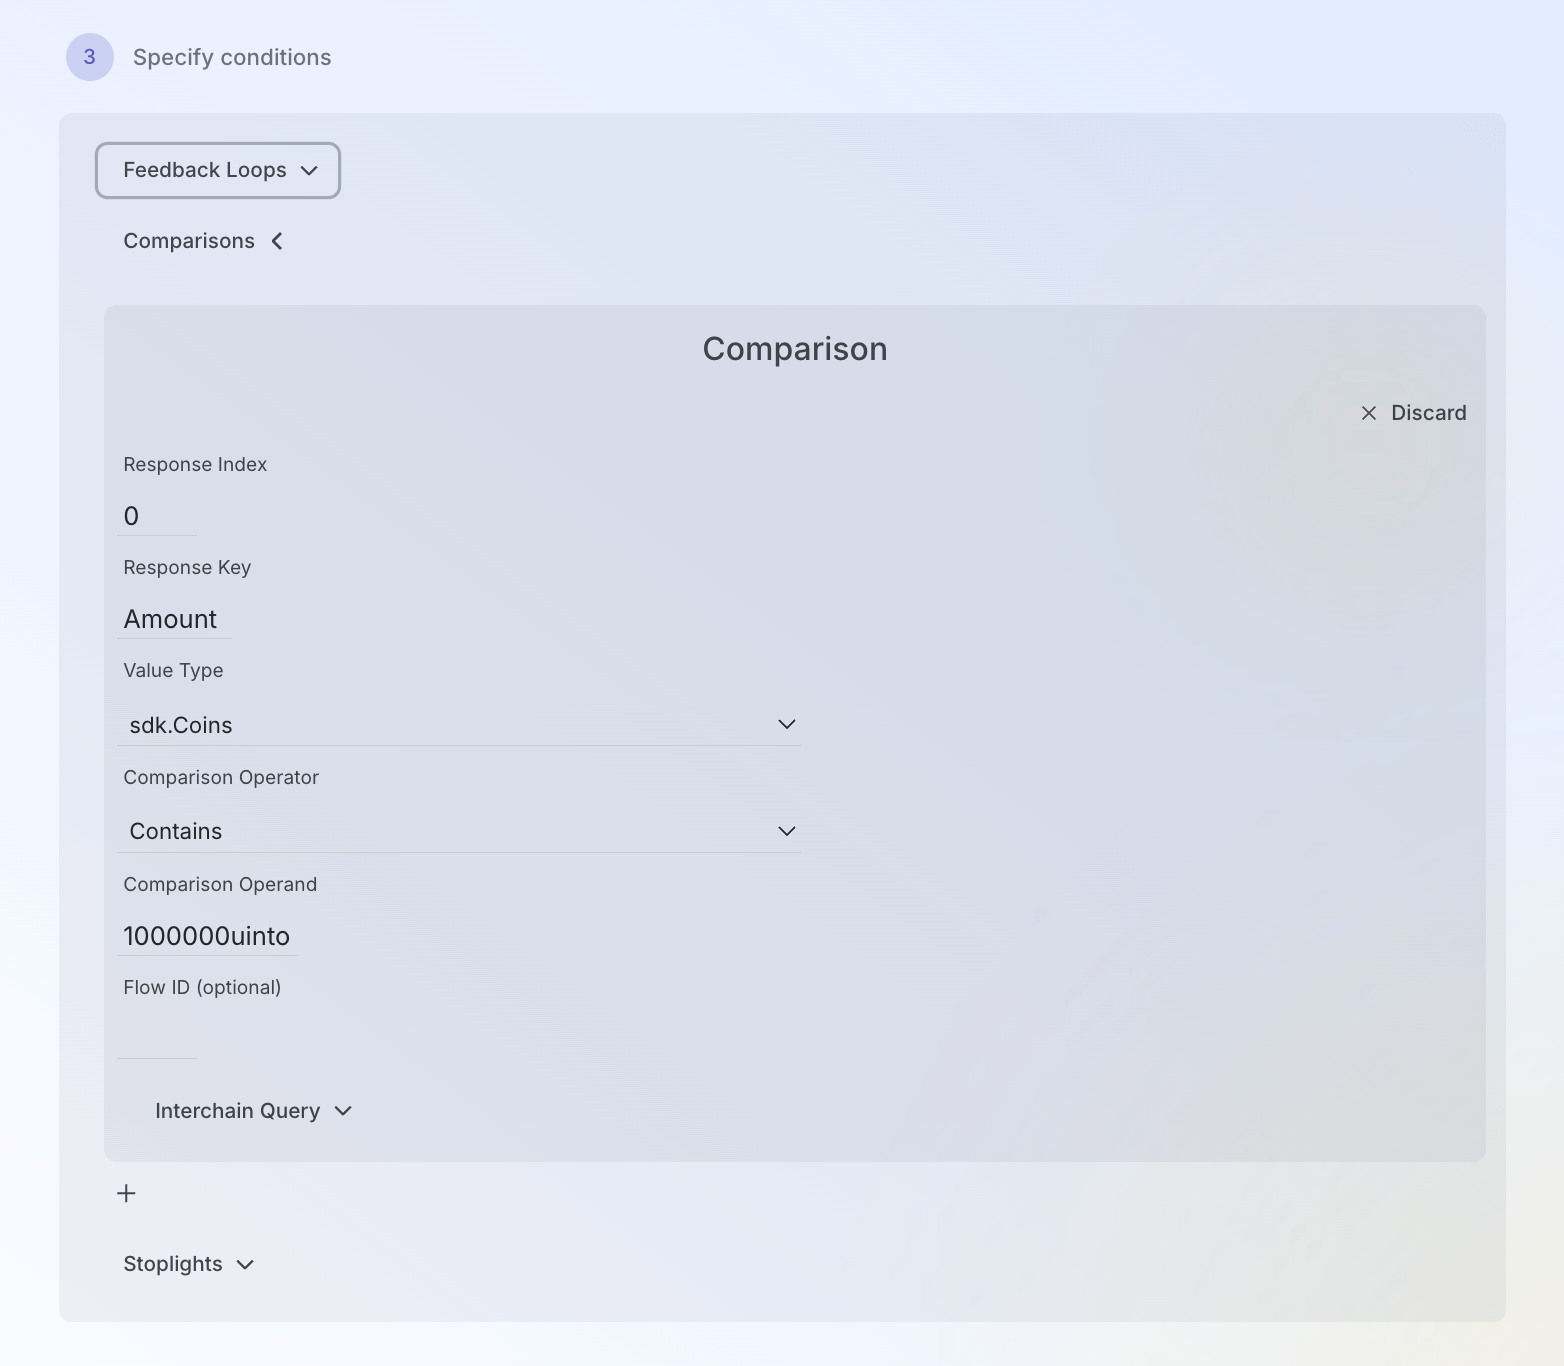 3 Specify conditions
Feedback Loops
Comparisons
Comparison
Discard
Response Index
0
Response Key
Amount
Value Type
sdk.Coins
Comparison Operator
Contains
Comparison Operand
1000000uinto
Flow ID (optional)
Interchain Query
Stoplights